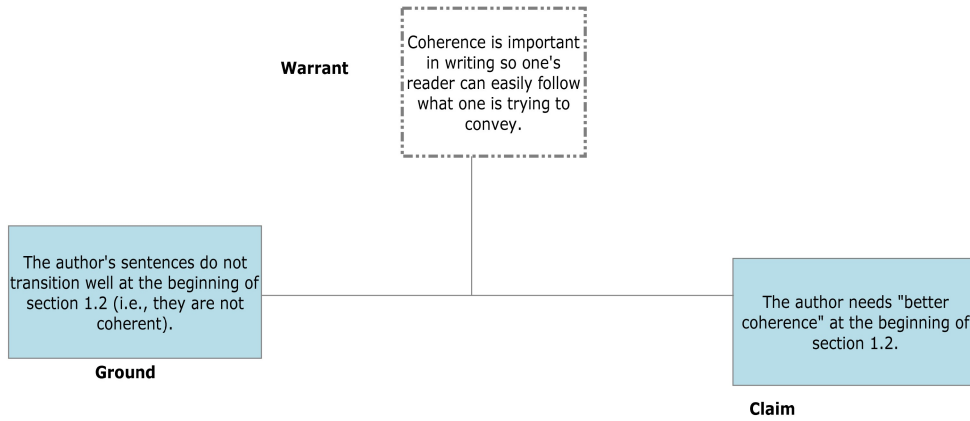 Warrant
Coherence is important
in writing so one's
reader can easily follow
what one is trying to
convey.
The author's sentences do not
transition well at the beginning of
section 1.2 (i.e., they are not
coherent).
Ground
The author needs "better
coherence" at the beginning of
section 1.2.
Claim